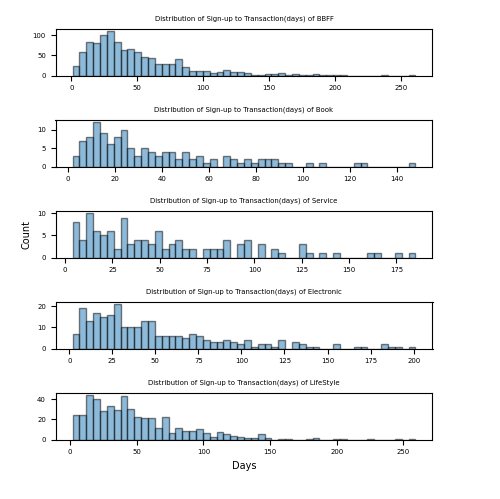 Distribution of Sign-up to Transaction(days) of BBFF
100
50
0
0 50 100 150 200 250
Distribution of Sign-up to Transaction(days) of Book
10
5
0
0 20 40 60 80 100 120 140
Distribution of Sign-up to Transaction(days) of Service
10
5
0
0 25 50 75 100 125 150 175
Count
Distribution of Sign-up to Transaction(days) of Electronic
20
10
0
0 25 50 75 100 125 150 175 200
Distribution of Sign-up to Transaction(days) of LifeStyle
40
20
0
0 50 100 150 200 250
Days